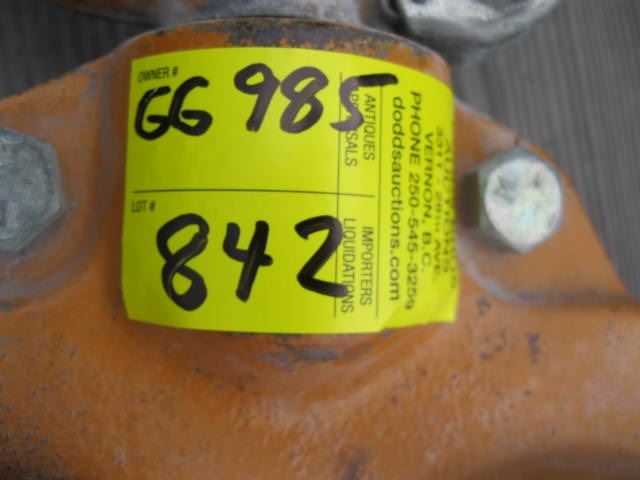 OWNER #
GG 985
LOT #
842
ANTIQUES
APPRAISALS
IMPORTERS
LIQUIDATIONS
VERNON, B.C.
PHONE 250-545-3259
doddsauctions.com